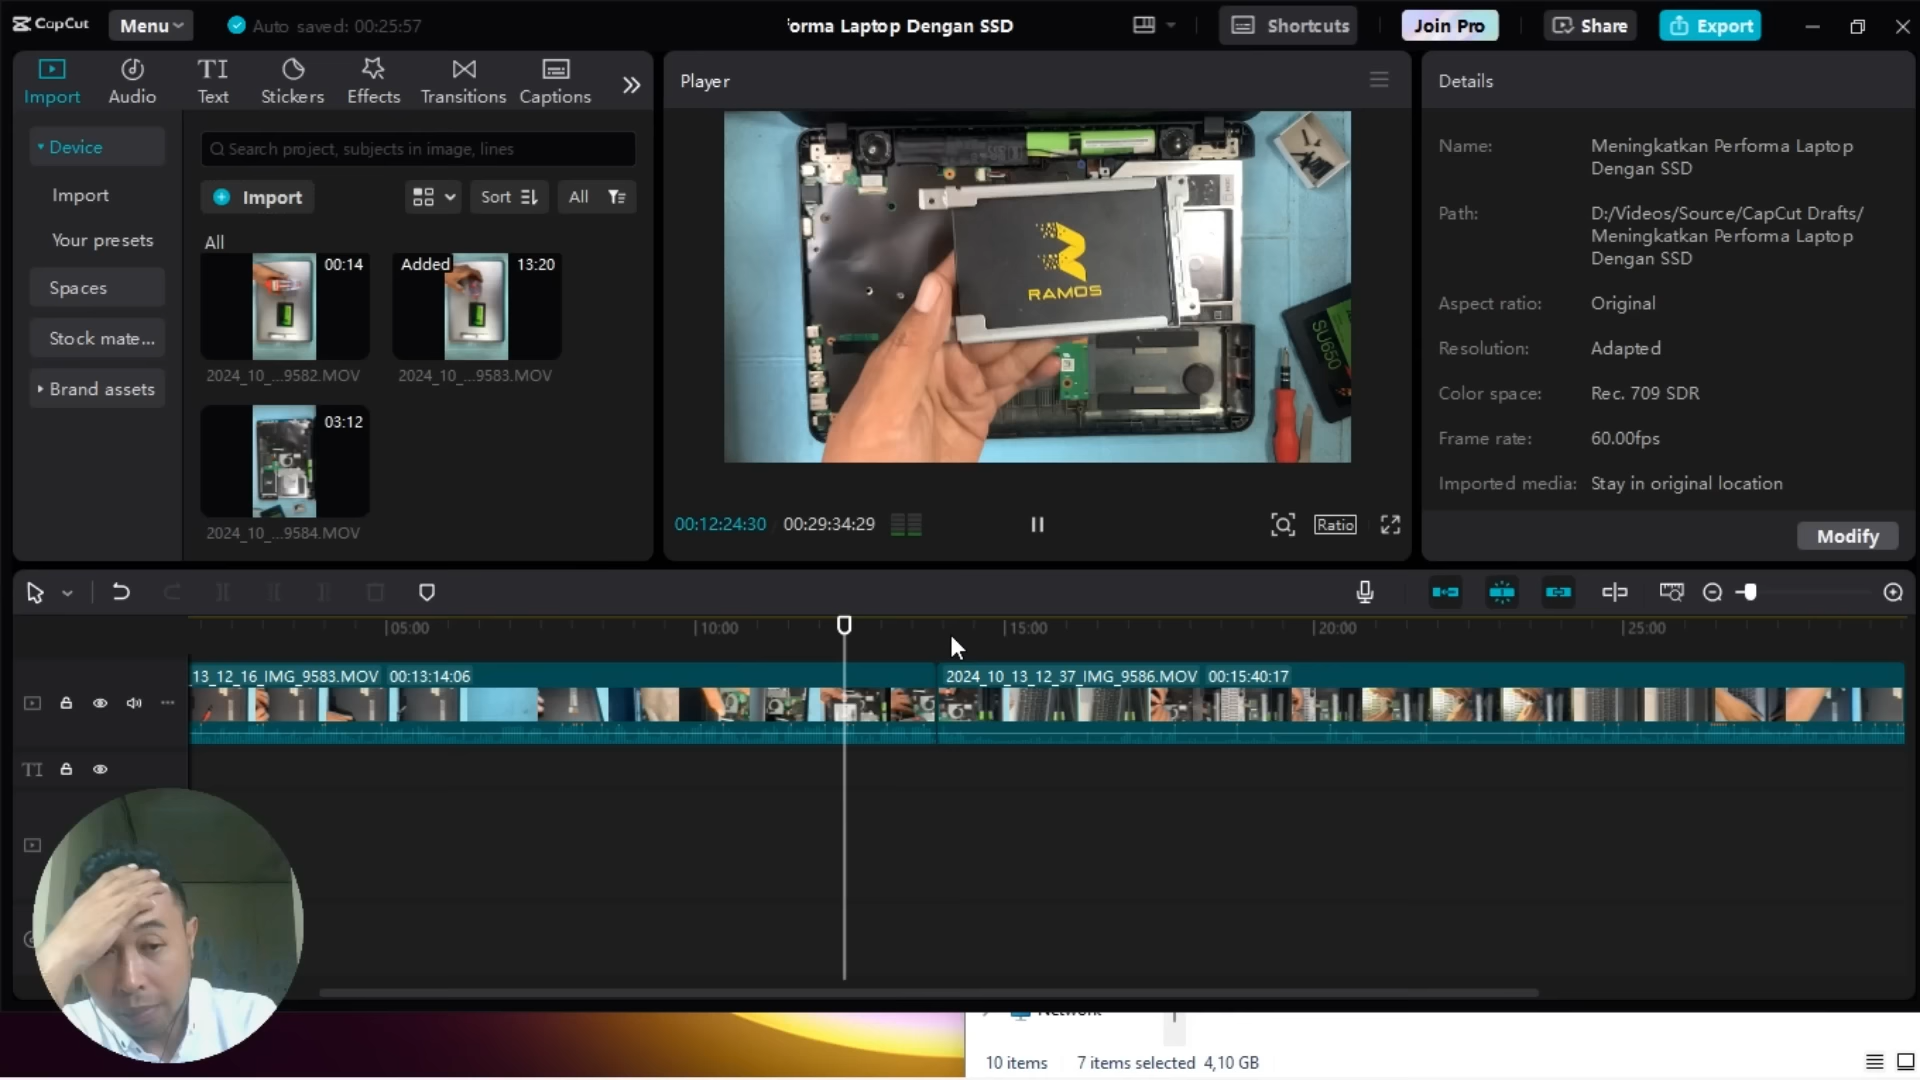 CapCut
Menu
Auto saved: 00:25:57
orma Laptop Dengan SSD
Shortcuts
Join Pro
Share
Export
Import
Audio
TI
Text
Stickers
Effects
Transitions
Captions
Device
Import
Your presets
Spaces
Stock mate...
Brand assets
Search project, subjects in image, lines
Import
Sort
All
All
00:14
2024_10_...9582.MOV
Added
13:20
2024_10_...9583.MOV
03:12
2024_10_...9584.MOV
Player
RAMOS
SU650
00:12:24:30
00:29:34:29
Ratio
Details
Name:
Meningkatkan Performa Laptop
Dengan SSD
Path:
D:/Videos/Source/CapCut Drafts/
Meningkatkan Performa Laptop
Dengan SSD
Aspect ratio:
Original
Resolution:
Adapted
Color space:
Rec. 709 SDR
Frame rate:
60.00fps
Imported media:
Stay in original location
Modify
05:00
10:00
15:00
20:00
25:00
13_12_16_IMG_9583.MOV 00:13:14:06
2024_10_13_12_37_IMG_9586.MOV 00:15:40:17
TI
Network
10 items
7 items selected 4,10 GB